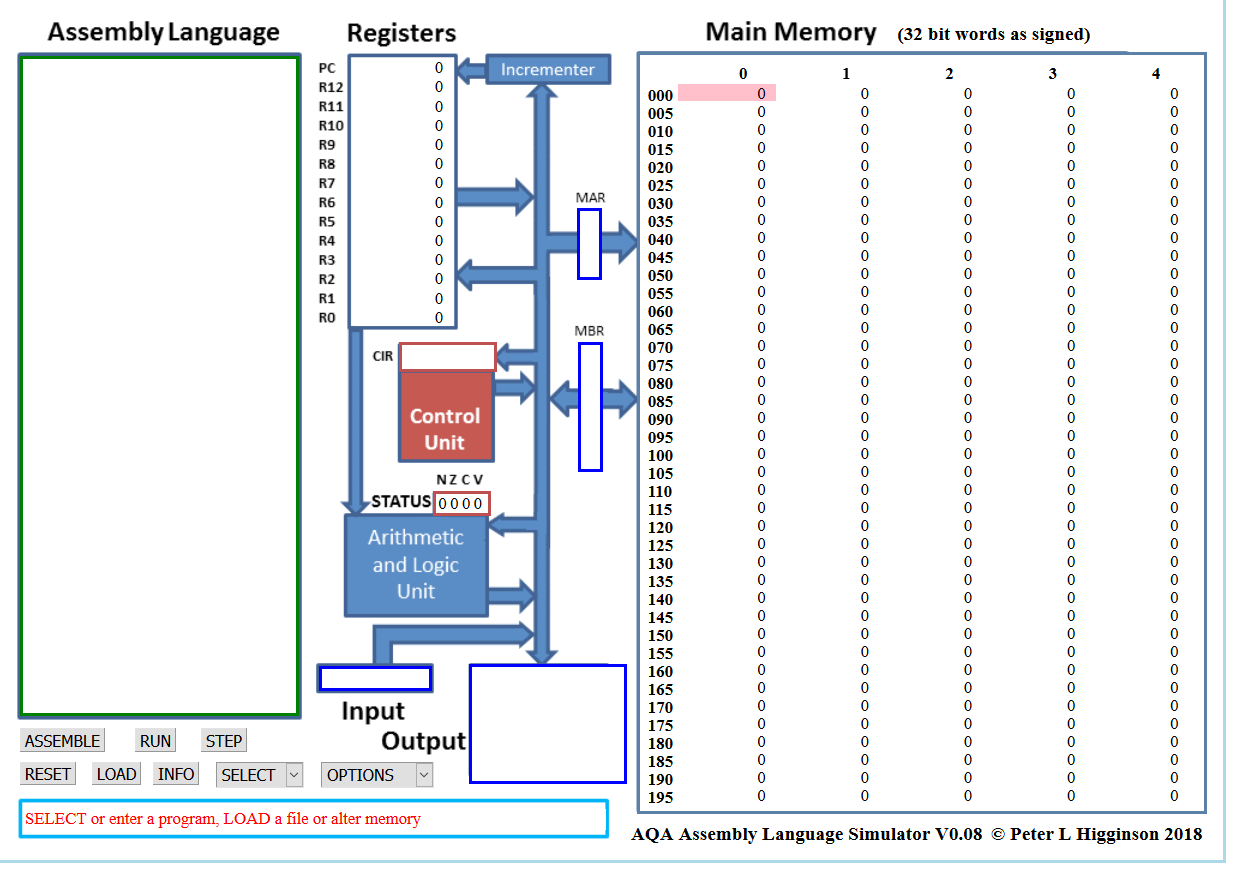 Assembly Language
Registers
Main Memory (32 bit words as signed)
PC 0
R12 0
R11 0
R10 0
R9 0
R8 0
R7 0
R6 0
R5 0
R4 0
R3 0
R2 0
R1 0
R0 0
Incrementer
MAR
MBR
CIR
Control
Unit
N Z C V
STATUS 0 0 0 0
Arithmetic
and Logic
Unit
Input
Output
0 1 2 3 4
000 0 0 0 0 0
005 0 0 0 0 0
010 0 0 0 0 0
015 0 0 0 0 0
020 0 0 0 0 0
025 0 0 0 0 0
030 0 0 0 0 0
035 0 0 0 0 0
040 0 0 0 0 0
045 0 0 0 0 0
050 0 0 0 0 0
055 0 0 0 0 0
060 0 0 0 0 0
065 0 0 0 0 0
070 0 0 0 0 0
075 0 0 0 0 0
080 0 0 0 0 0
085 0 0 0 0 0
090 0 0 0 0 0
095 0 0 0 0 0
100 0 0 0 0 0
105 0 0 0 0 0
110 0 0 0 0 0
115 0 0 0 0 0
120 0 0 0 0 0
125 0 0 0 0 0
130 0 0 0 0 0
135 0 0 0 0 0
140 0 0 0 0 0
145 0 0 0 0 0
150 0 0 0 0 0
155 0 0 0 0 0
160 0 0 0 0 0
165 0 0 0 0 0
170 0 0 0 0 0
175 0 0 0 0 0
180 0 0 0 0 0
185 0 0 0 0 0
190 0 0 0 0 0
195 0 0 0 0 0
ASSEMBLE RUN STEP
RESET LOAD INFO SELECT OPTIONS
SELECT or enter a program, LOAD a file or alter memory
AQA Assembly Language Simulator V0.08 © Peter L Higginson 2018